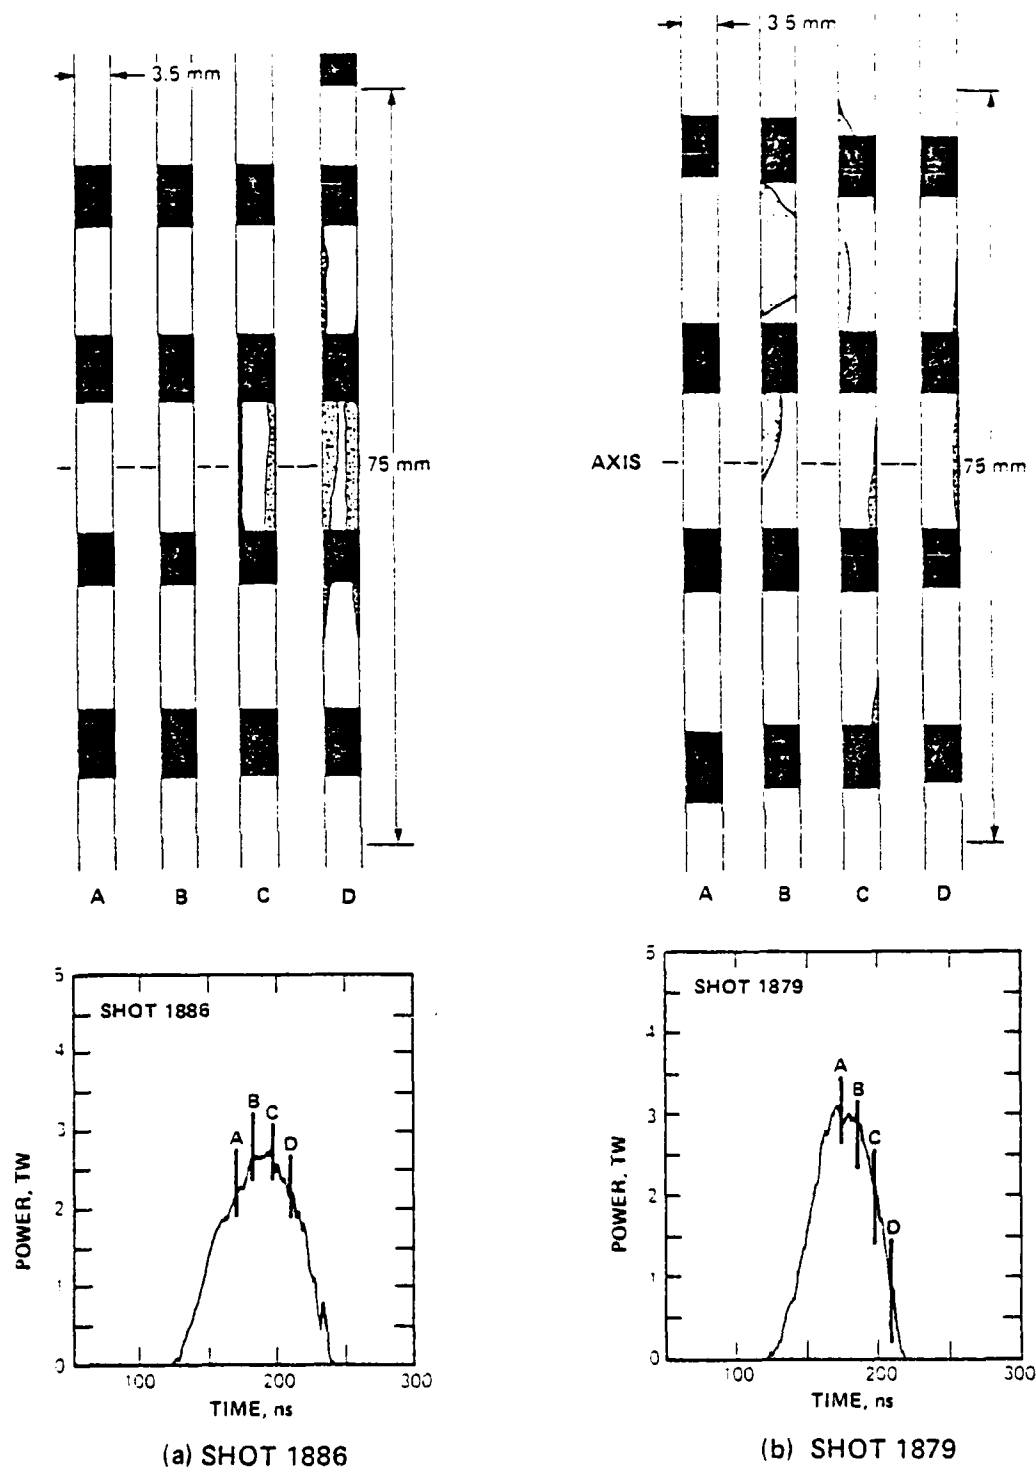 3.5 mm
75 mm
A B C D
5
4
3
2
1
0
SHOT 1886
A
B
C
D
POWER, TW
100 200 300
TIME, ns
(a) SHOT 1886
3.5 mm
AXIS
75 mm
A B C D
5
4
3
2
1
0
SHOT 1879
A
B
C
D
POWER, TW
100 200 300
TIME, ns
(b) SHOT 1879